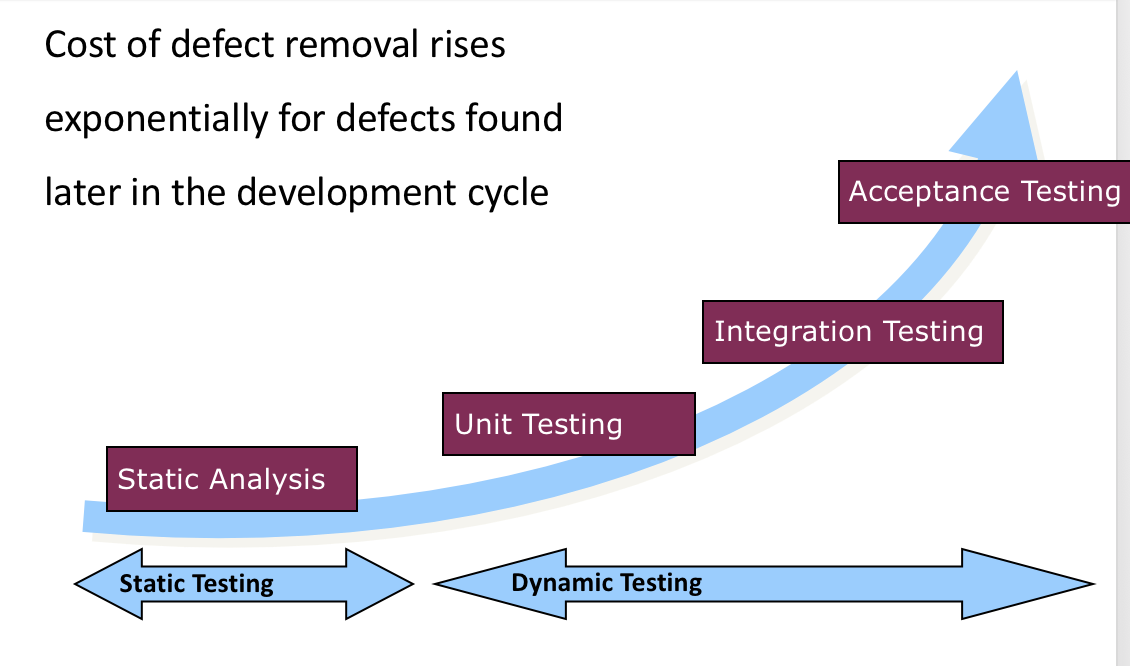 Cost of defect removal rises
exponentially for defects found
later in the development cycle
Acceptance Testing
Integration Testing
Unit Testing
Static Analysis
Static Testing
Dynamic Testing